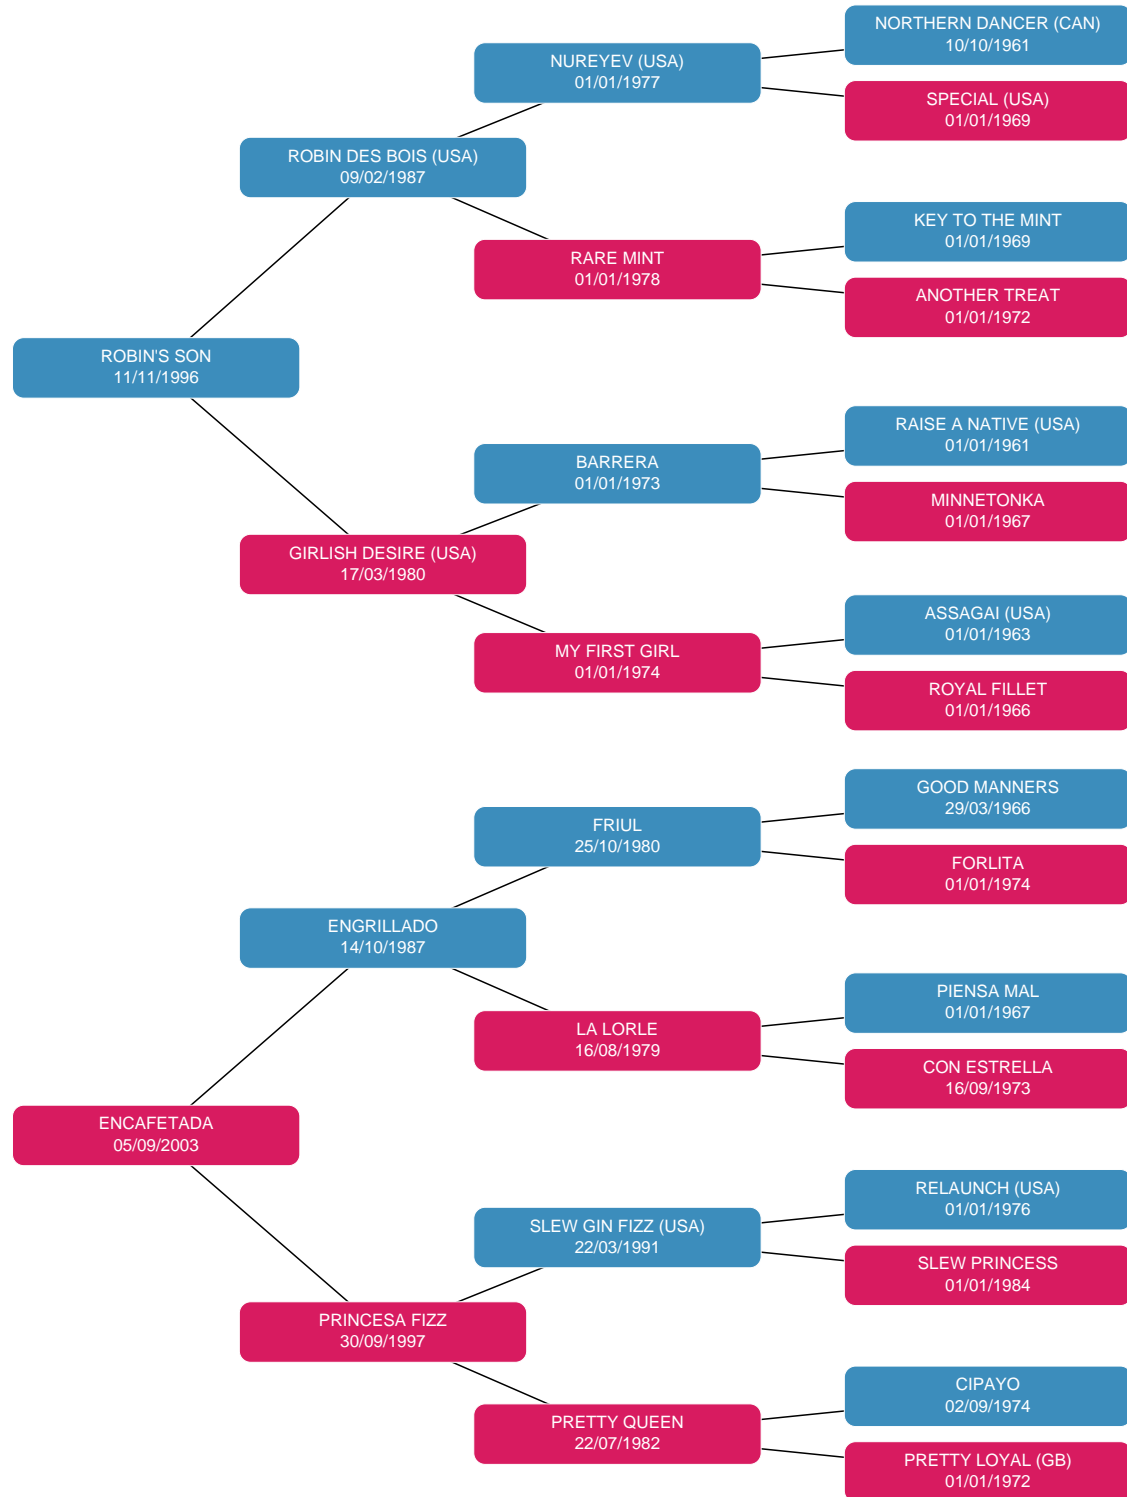 NORTHERN DANCER (CAN)
10/10/1961
NUREYEV (USA)
01/01/1977
SPECIAL (USA)
01/01/1969
ROBIN DES BOIS (USA)
09/02/1987
KEY TO THE MINT
01/01/1969
RARE MINT
01/01/1978
ANOTHER TREAT
01/01/1972
ROBIN'S SON
11/11/1996
RAISE A NATIVE (USA)
01/01/1961
BARRERA
01/01/1973
MINNETONKA
01/01/1967
GIRLISH DESIRE (USA)
17/03/1980
ASSAGAI (USA)
01/01/1963
MY FIRST GIRL
01/01/1974
ROYAL FILLET
01/01/1966
GOOD MANNERS
29/03/1966
FRIUL
25/10/1980
FORLITA
01/01/1974
ENGRILLADO
14/10/1987
PIENSA MAL
01/01/1967
LA LORLE
16/08/1979
CON ESTRELLA
16/09/1973
ENCAFETADA
05/09/2003
RELAUNCH (USA)
01/01/1976
SLEW GIN FIZZ (USA)
22/03/1991
SLEW PRINCESS
01/01/1984
PRINCESA FIZZ
30/09/1997
CIPAYO
02/09/1974
PRETTY QUEEN
22/07/1982
PRETTY LOYAL (GB)
01/01/1972